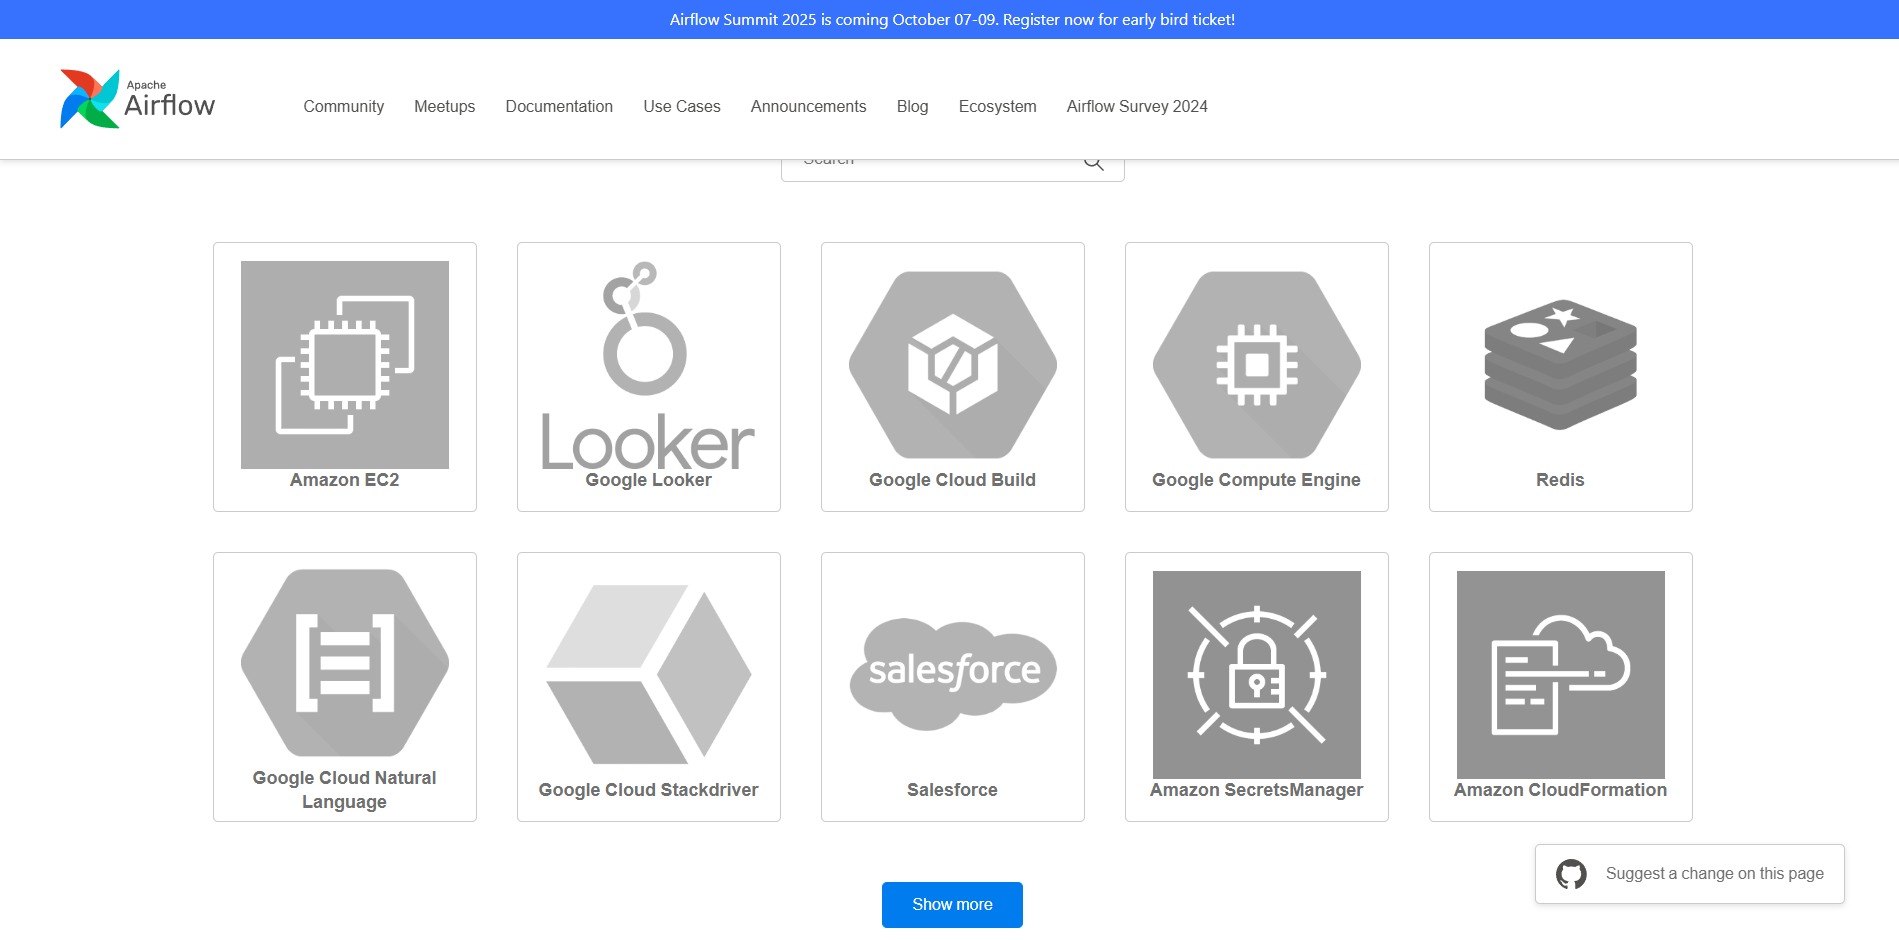 Airflow Summit 2025 is coming October 07-09. Register now for early bird ticket!
Apache
Airflow
Community
Meetups
Documentation
Use Cases
Announcements
Blog
Ecosystem
Airflow Survey 2024
Search
Amazon EC2
Looker
Google Looker
Google Cloud Build
Google Compute Engine
Redis
Google Cloud Natural
Language
Google Cloud Stackdriver
salesforce
Salesforce
Amazon SecretsManager
Amazon CloudFormation
Suggest a change on this page
Show more